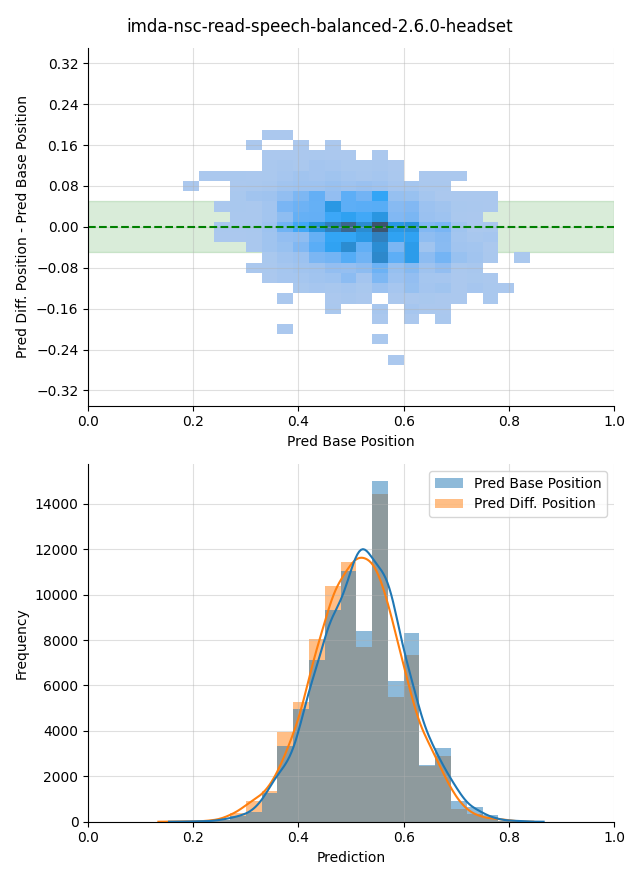 imda-nsc-read-speech-balanced-2.6.0-headset
Pred Diff. Position - Pred Base Position
0.32
0.24
0.16
0.08
0.00
−0.08
−0.16
−0.24
−0.32
0.0 0.2 0.4 0.6 0.8 1.0
Pred Base Position
Pred Base Position
Pred Diff. Position
Frequency
14000
12000
10000
8000
6000
4000
2000
0
0.0 0.2 0.4 0.6 0.8 1.0
Prediction